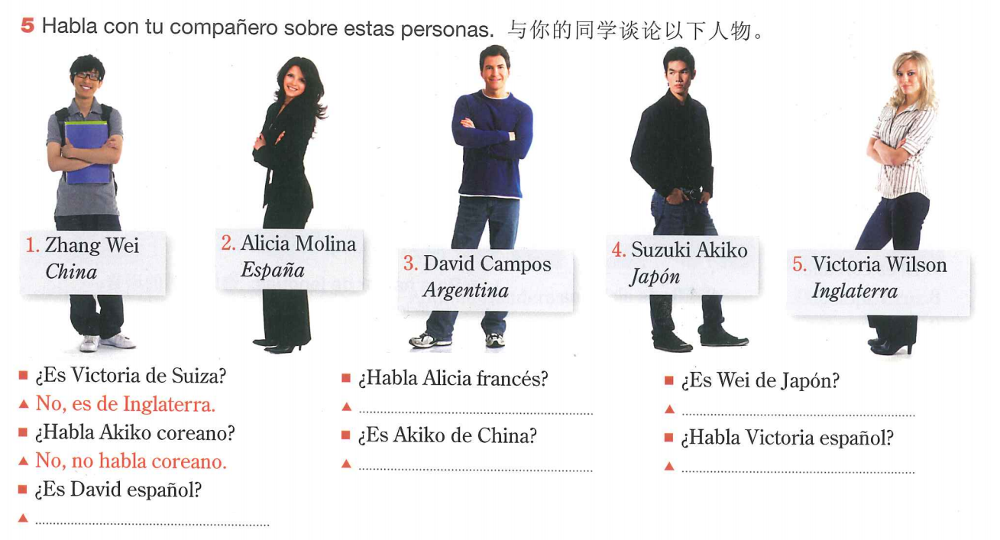 5 Habla con tu compañero sobre estas personas. 与你的同学谈论以下人物。
1. Zhang Wei
China
2. Alicia Molina
España
3. David Campos
Argentina
4. Suzuki Akiko
Japón
5. Victoria Wilson
Inglaterra
¿Es Victoria de Suiza?
No, es de Inglaterra.
¿Habla Akiko coreano?
No, no habla coreano.
¿Es David español?
¿Habla Alicia francés?
¿Es Akiko de China?
¿Es Wei de Japón?
¿Habla Victoria español?